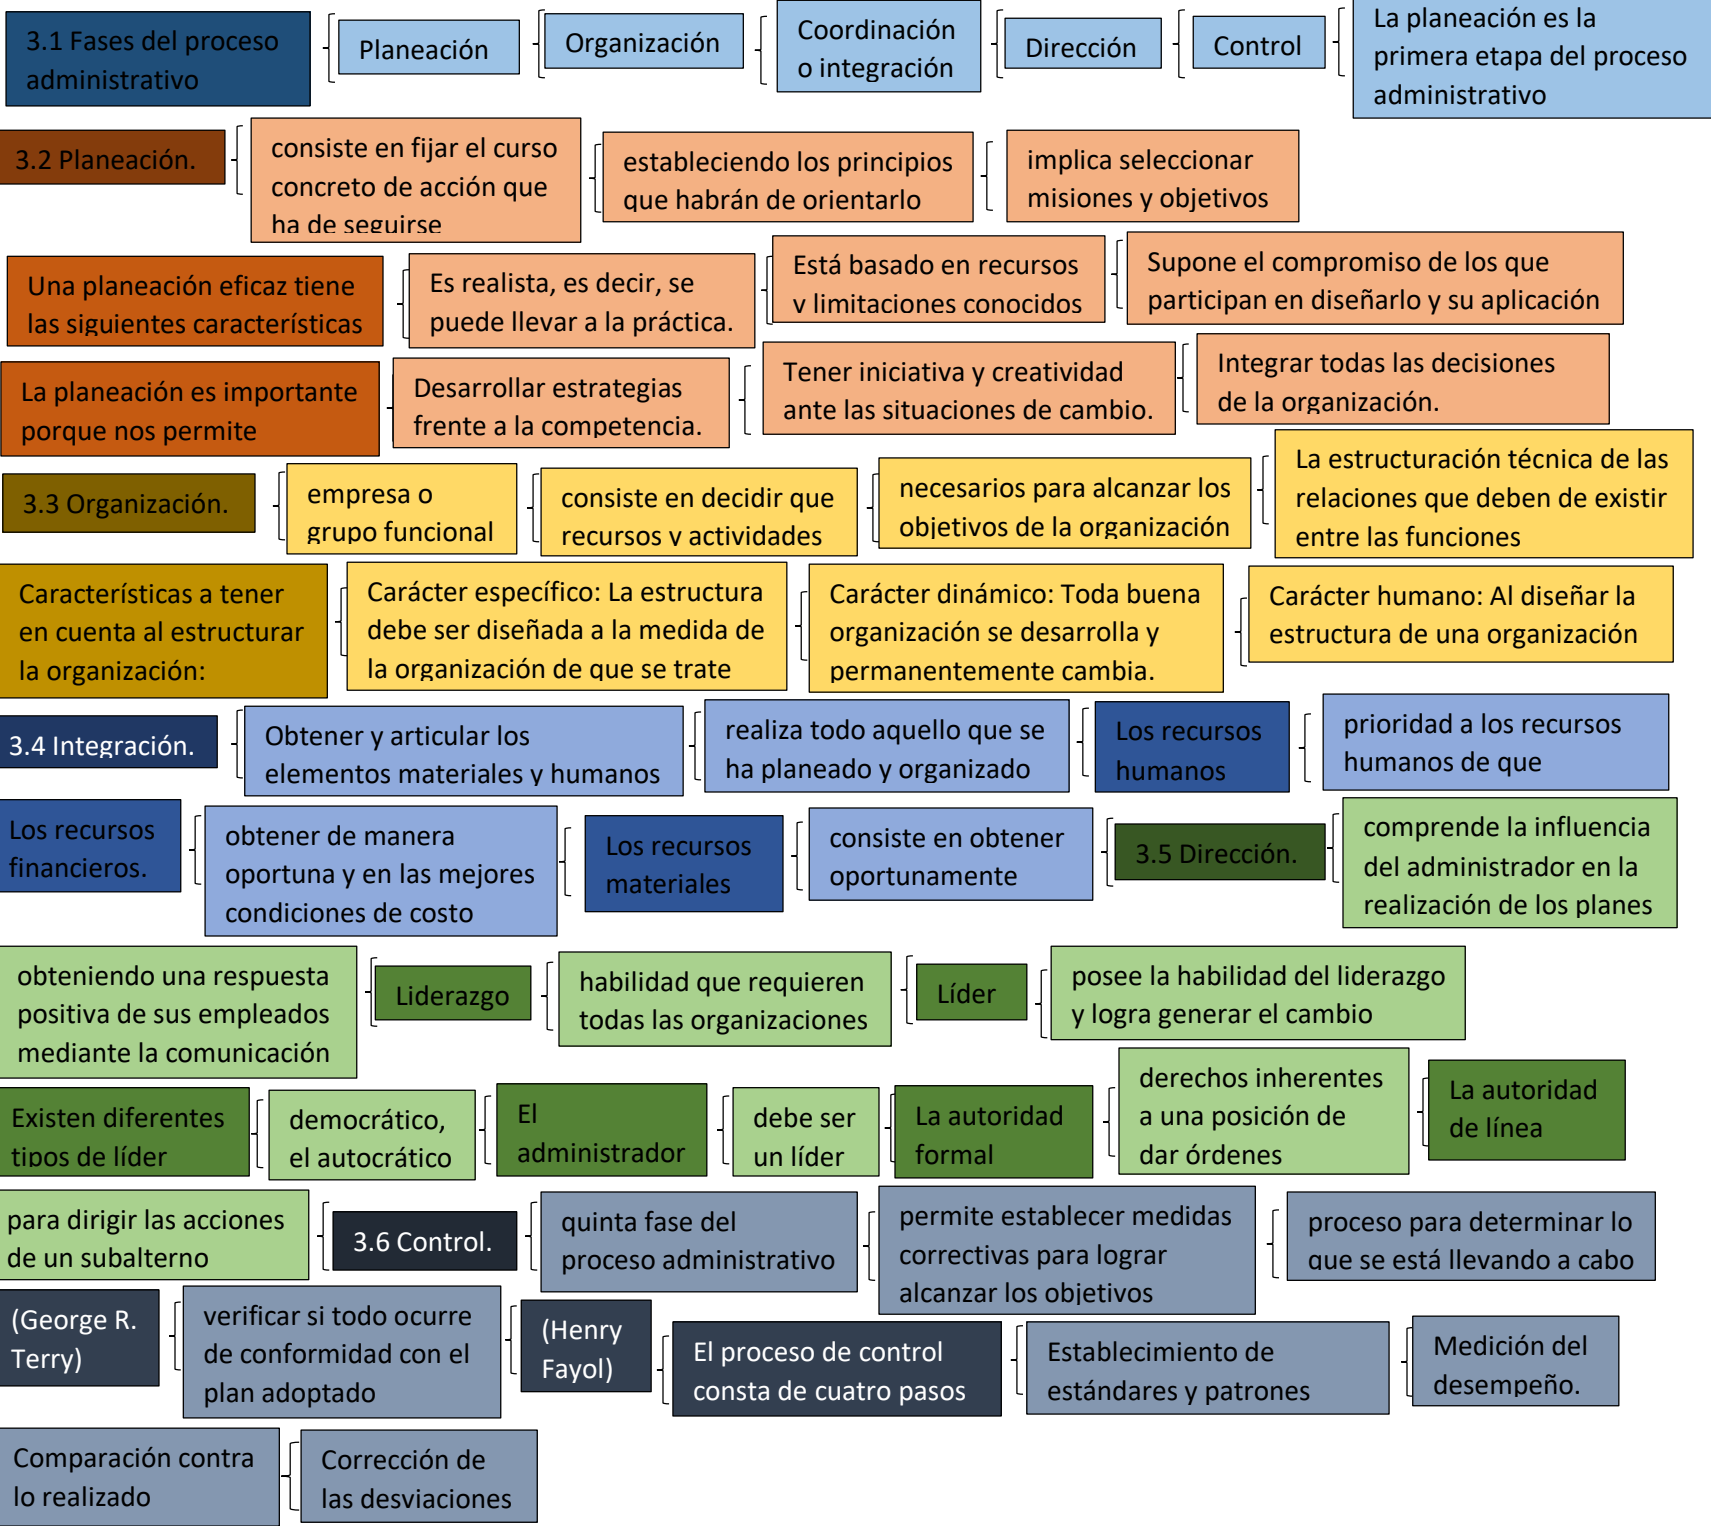 3.1 Fases del proceso
administrativo
Planeación
Organización
Coordinación
o integración
Dirección
Control
La planeación es la
primera etapa del proceso
administrativo
3.2 Planeación.
consiste en fijar el curso
concreto de acción que
ha de seguirse
estableciendo los principios
que habrán de orientarlo
implica seleccionar
misiones y objetivos
Una planeación eficaz tiene
las siguientes características
Es realista, es decir, se
puede llevar a la práctica.
Está basado en recursos
y limitaciones conocidos
Supone el compromiso de los que
participan en diseñarlo y su aplicación
La planeación es importante
porque nos permite
Desarrollar estrategias
frente a la competencia.
Tener iniciativa y creatividad
ante las situaciones de cambio.
Integrar todas las decisiones
de la organización.
3.3 Organización.
empresa o
grupo funcional
consiste en decidir que
recursos y actividades
necesarios para alcanzar los
objetivos de la organización
La estructuración técnica de las
relaciones que deben de existir
entre las funciones
Características a tener
en cuenta al estructurar
la organización:
Carácter específico: La estructura
debe ser diseñada a la medida de
la organización de que se trate
Carácter dinámico: Toda buena
organización se desarrolla y
permanentemente cambia.
Carácter humano: Al diseñar la
estructura de una organización
3.4 Integración.
Obtener y articular los
elementos materiales y humanos
realiza todo aquello que se
ha planeado y organizado
Los recursos
humanos
prioridad a los recursos
humanos de que
Los recursos
financieros.
obtener de manera
oportuna y en las mejores
condiciones de costo
Los recursos
materiales
consiste en obtener
oportunamente
3.5 Dirección.
comprende la influencia
del administrador en la
realización de los planes
obteniendo una respuesta
positiva de sus empleados
mediante la comunicación
Liderazgo
habilidad que requieren
todas las organizaciones
Líder
posee la habilidad del liderazgo
y logra generar el cambio
Existen diferentes
tipos de líder
democrático,
el autocrático
El
administrador
debe ser
un líder
La autoridad
formal
derechos inherentes
a una posición de
dar órdenes
La autoridad
de línea
para dirigir las acciones
de un subalterno
3.6 Control.
quinta fase del
proceso administrativo
permite establecer medidas
correctivas para lograr
alcanzar los objetivos
proceso para determinar lo
que se está llevando a cabo
(George R.
Terry)
verificar si todo ocurre
de conformidad con el
plan adoptado
(Henry
Fayol)
El proceso de control
consta de cuatro pasos
Establecimiento de
estándares y patrones
Medición del
desempeño.
Comparación contra
lo realizado
Corrección de
las desviaciones